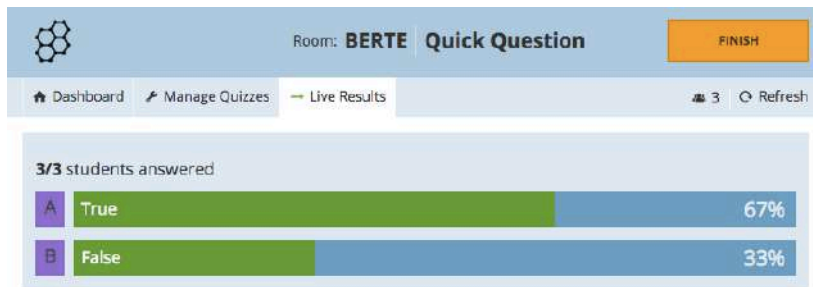 Room: BERTE Quick Question FINISH
Dashboard Manage Quizzes Live Results 3 Refresh
3/3 students answered
A True 67%
B False 33%